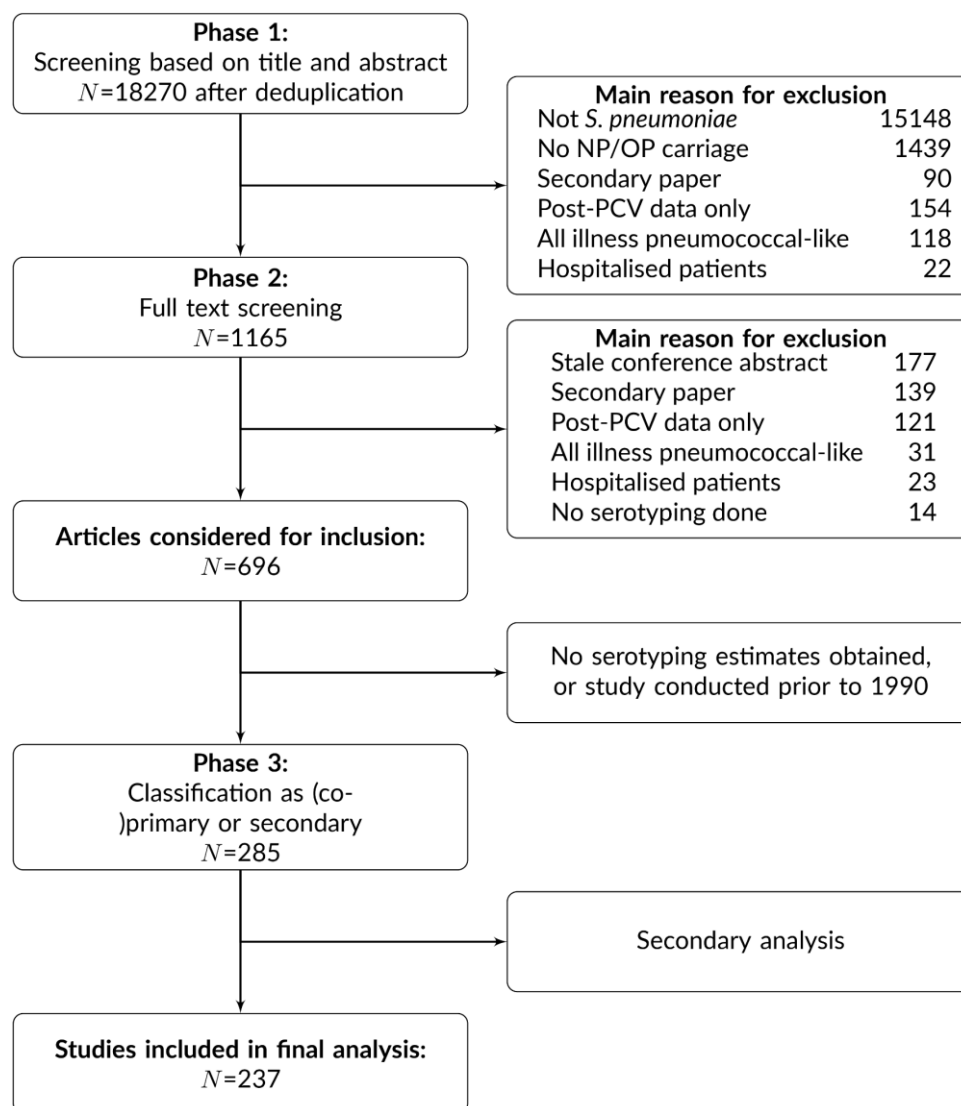 Phase 1:
Screening based on title and abstract
N=18270 after deduplication
Main reason for exclusion
Not S. pneumoniae 15148
No NP/OP carriage 1439
Secondary paper 90
Post-PCV data only 154
All illness pneumococcal-like 118
Hospitalised patients 22
Phase 2:
Full text screening
N=1165
Main reason for exclusion
Stale conference abstract 177
Secondary paper 139
Post-PCV data only 121
All illness pneumococcal-like 31
Hospitalised patients 23
No serotyping done 14
Articles considered for inclusion:
N=696
No serotyping estimates obtained,
or study conducted prior to 1990
Phase 3:
Classification as (co-
)primary or secondary
N=285
Secondary analysis
Studies included in final analysis:
N=237